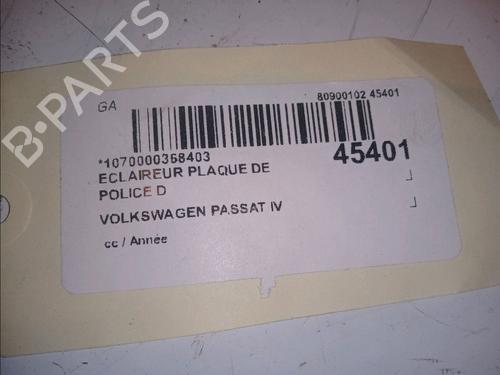 B-PARTS
GA
80900102 45401
*1070000358403
45401
ECLAIREUR PLAQUE DE
POLICE D
VOLKSWAGEN PASSAT IV
cc / Année